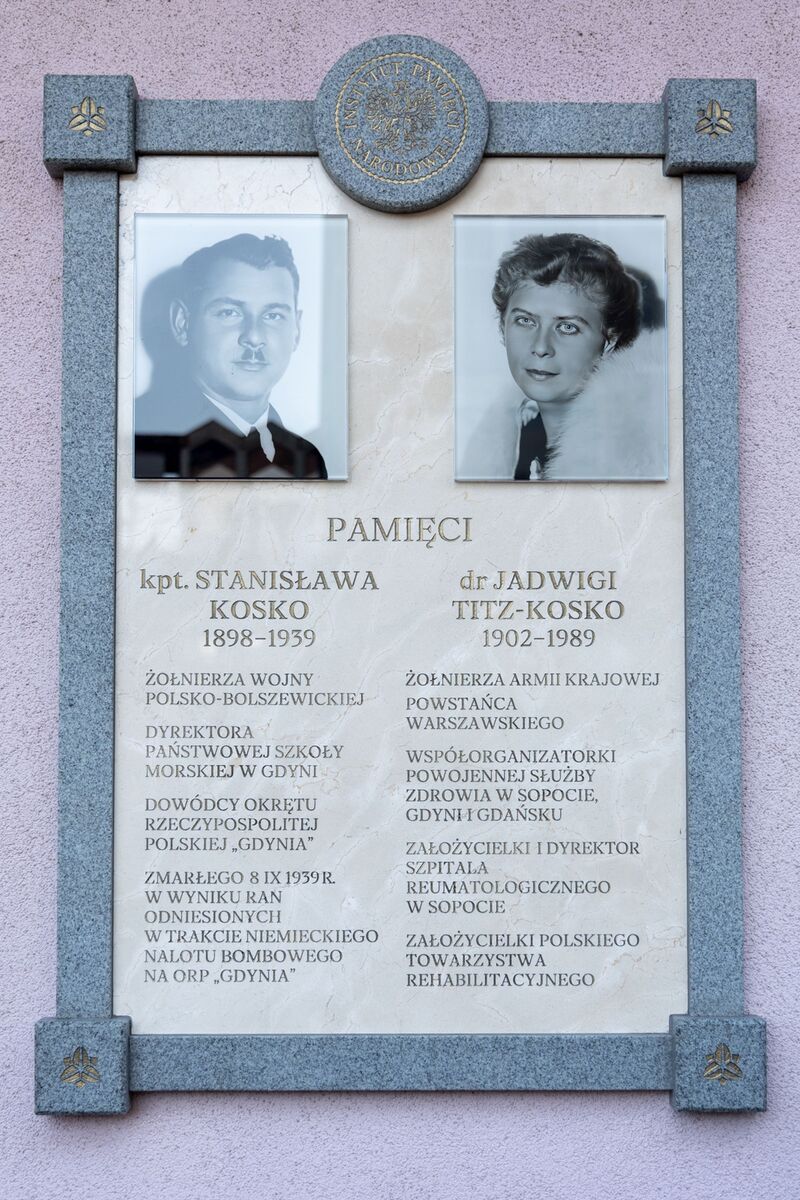 INSTYTUT PAMIĘCI
NARODOWEJ
PAMIĘCI
kpt. STANISŁAWA
KOSKO
1898–1939
ŻOŁNIERZA WOJNY
POLSKO-BOLSZEWICKIEJ
DYREKTORA
PAŃSTWOWEJ SZKOŁY
MORSKIEJ W GDYNI
DOWÓDCY OKRĘTU
RZECZYPOSPOLITEJ
POLSKIEJ „GDYNIA”
ZMARŁEGO 8 IX 1939 R.
W WYNIKU RAN
ODNIESIONYCH
W TRAKCIE NIEMIECKIEGO
NALOTU BOMBOWEGO
NA ORP „GDYNIA”
dr JADWIGI
TITZ-KOSKO
1902–1989
ŻOŁNIERZA ARMII KRAJOWEJ
POWSTAŃCA
WARSZAWSKIEGO
WSPÓŁORGANIZATORKI
POWOJENNEJ SŁUŻBY
ZDROWIA W SOPOCIE,
GDYNI I GDAŃSKU
ZAŁOŻYCIELKI I DYREKTOR
SZPITALA
REUMATOLOGICZNEGO
W SOPOCIE
ZAŁOŻYCIELKI POLSKIEGO
TOWARZYSTWA
REHABILITACYJNEGO